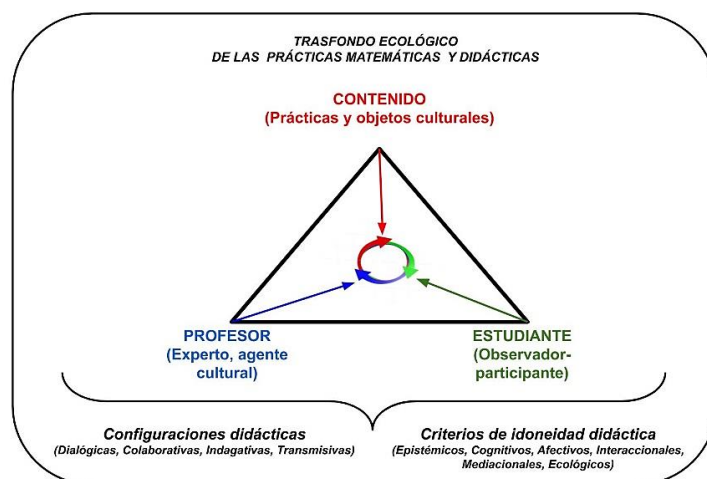 TRASFONDO ECOLÓGICO
DE LAS PRÁCTICAS MATEMÁTICAS Y DIDÁCTICAS
CONTENIDO
(Prácticas y objetos culturales)
PROFESOR
(Experto, agente
cultural)
ESTUDIANTE
(Observador-
participante)
Configuraciones didácticas
(Dialógicas, Colaborativas, Indagativas, Transmisivas)
Criterios de idoneidad didáctica
(Epistémicos, Cognitivos, Afectivos, Interaccionales,
Mediacionales, Ecológicos)